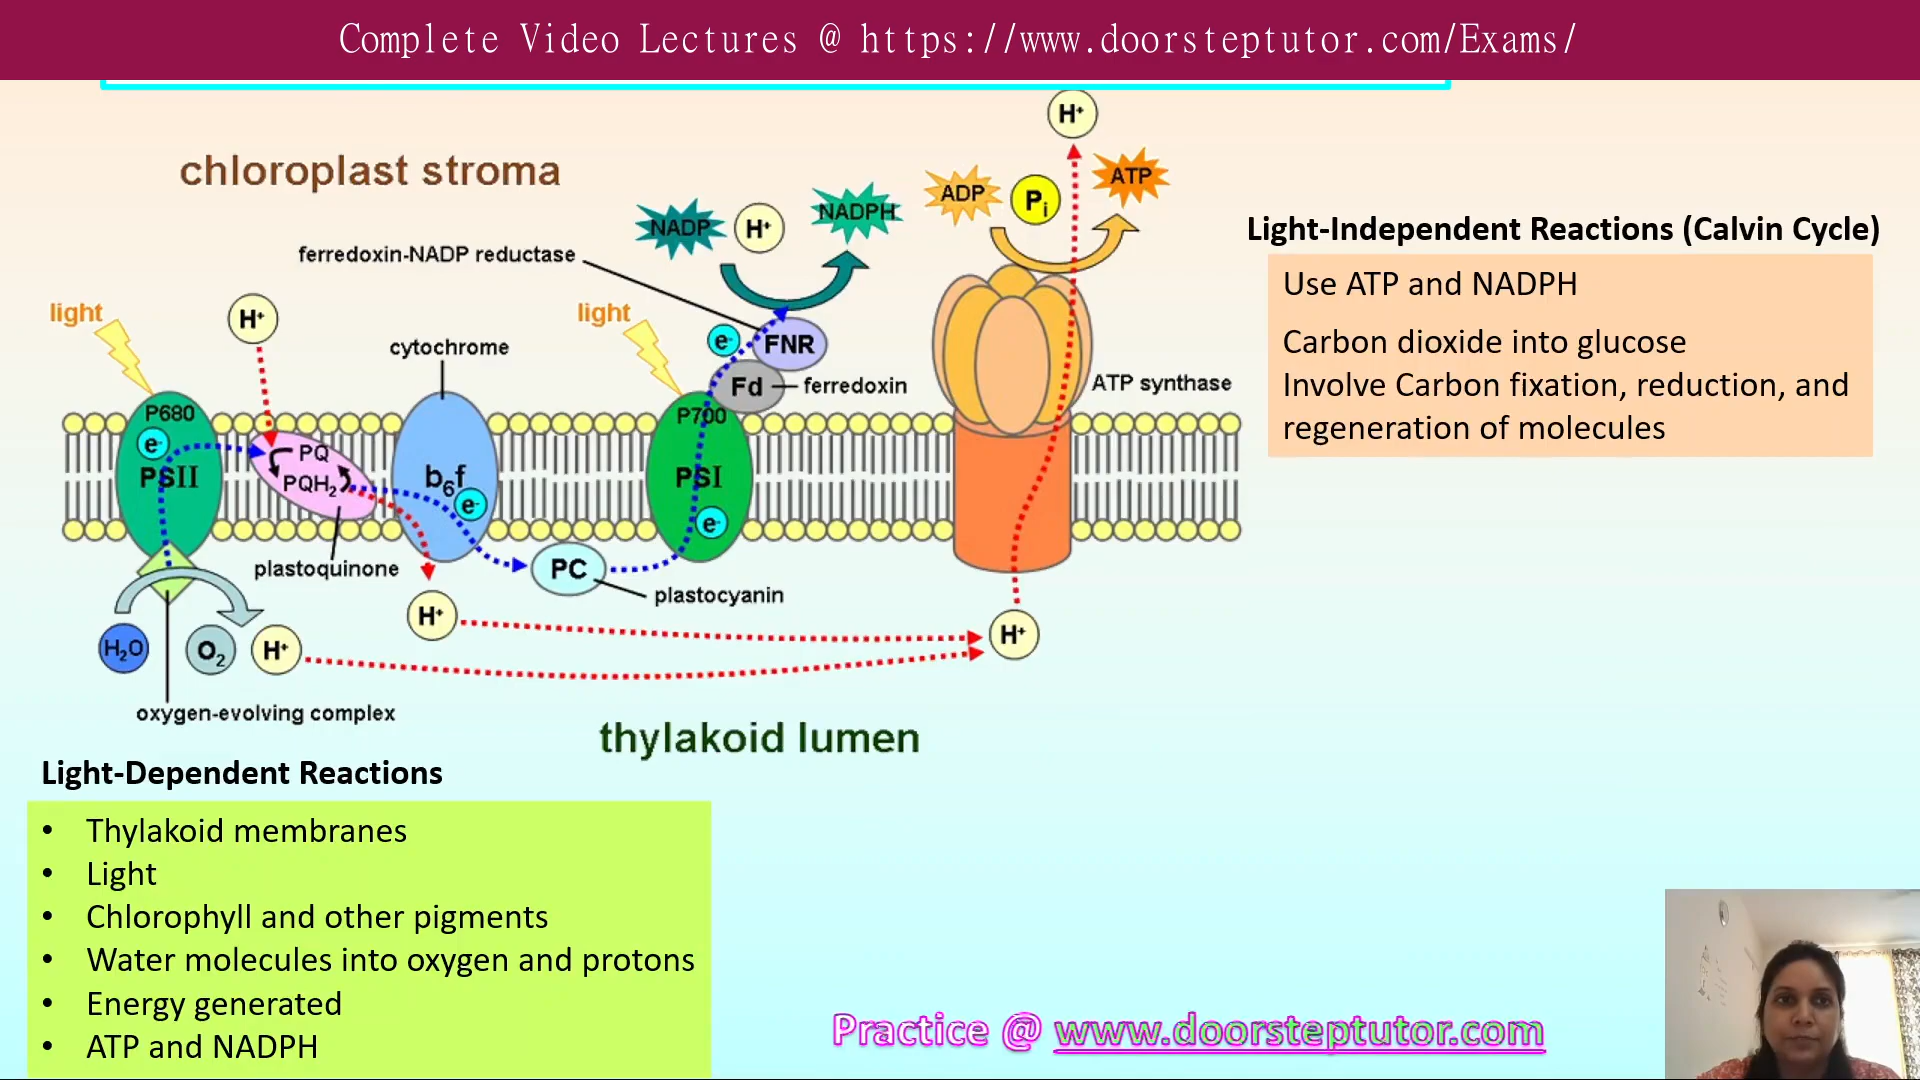 Complete Video Lectures @ https://www.doorsteptutor.com/Exams/
H⁺
chloroplast stroma
ADP
Pᵢ
ATP
NADP
H⁺
NADPH
Light-Independent Reactions (Calvin Cycle)
ferredoxin-NADP reductase
Use ATP and NADPH
Carbon dioxide into glucose
Involve Carbon fixation, reduction, and
regeneration of molecules
light
H⁺
light
cytochrome
e⁻
FNR
Fd
ferredoxin
ATP synthase
P680
e⁻
PSII
PQ
PQH₂
b₆f
e⁻
P700
PSI
e⁻
plastoquinone
PC
plastocyanin
H⁺
H⁺
H₂O
O₂
H⁺
oxygen-evolving complex
thylakoid lumen
Light-Dependent Reactions
• Thylakoid membranes
• Light
• Chlorophyll and other pigments
• Water molecules into oxygen and protons
• Energy generated
• ATP and NADPH
Practice @ www.doorsteptutor.com